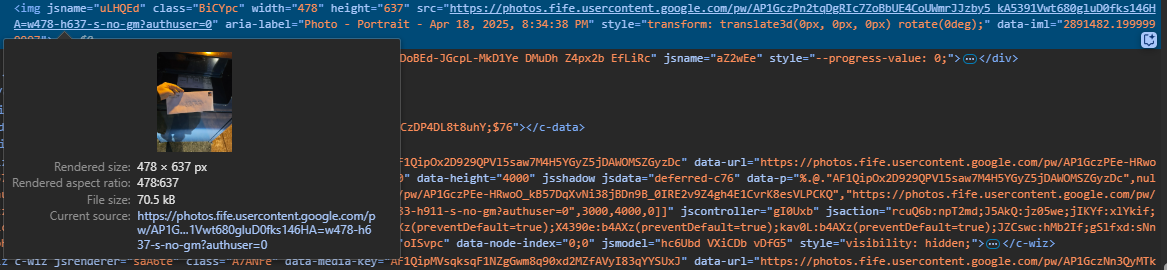 <img jsname="uLHQEd" class="BiCYpc" width="478" height="637" src="https://photos.fife.usercontent.google.com/pw/AP1GczPn2tqDgRIc7ZoBbUE4CoUWmrJJzby5_kA5391Vwt680gluD0fks146H
A=w478-h637-s-no-gm?authuser=0" aria-label="Photo - Portrait - Apr 18, 2025, 8:34:38 PM" style="transform: translate3d(0px, 0px, 0px) rotate(0deg);" data-iml="2891482.199999
DoBEd-JGcpL-MkD1Ye DMuDh Z4px2b EfLiRc" jsname="aZ2wEe" style="--progress-value: 0;"></div>
CzDP4DL8t8uhY;$76"></c-data>
Rendered size: 478 × 637 px
Rendered aspect ratio: 478:637
File size: 70.5 kB
Current source: https://photos.fife.usercontent.google.com/p
w/AP1G...1Vwt680gluD0fks146HA=w478-h6
37-s-no-gm?authuser=0
f1QipOx2D929QPVl5saw7M4H5YGyZ5jDAWOMSZGyzDc" data-url="https://photos.fife.usercontent.google.com/pw/AP1GczPEe-HRwo
0" data-height="4000" jsshadow jsdata="deferred-c76" data-p="%.@."AF1QipOx2D929QPVl5saw7M4H5YGyZ5jDAWOMSZGyzDc",nul
/pw/AP1GczPEe-HRwoO_kB57DqXvNi38jBDn9B_0IRE2v9Z4gh4E1CvrK8esVLPCKQ","https://photos.fife.usercontent.google.com/pw/
83-h911-s-no-gm?authuser=0",3000,4000,0]]" jscontroller="gI0Uxb" jsaction="rcuQ6b:npT2md;J5AkQ:jz05we;jIKYf:xlYkif;
Xz(preventDefault=true);X4390e:b4AXz(preventDefault=true);kav0L:b4AXz(preventDefault=true);JZCswc:hMb2If;gSlfxd:sNn
oISvpc" data-node-index="0;0" jsmodel="hc6Ubd VXiCDb vDfG5" style="visibility: hidden;"></c-wiz>
c-wiz jsrenderer="saA6te" class="A7ANFe" data-media-key="AF1QipMVsqksqF1NZgGwm8q90xd2MZfAVyI83qYYSUxJ" data-url="https://photos.fife.usercontent.google.com/pw/AP1GczNn3QyMTk